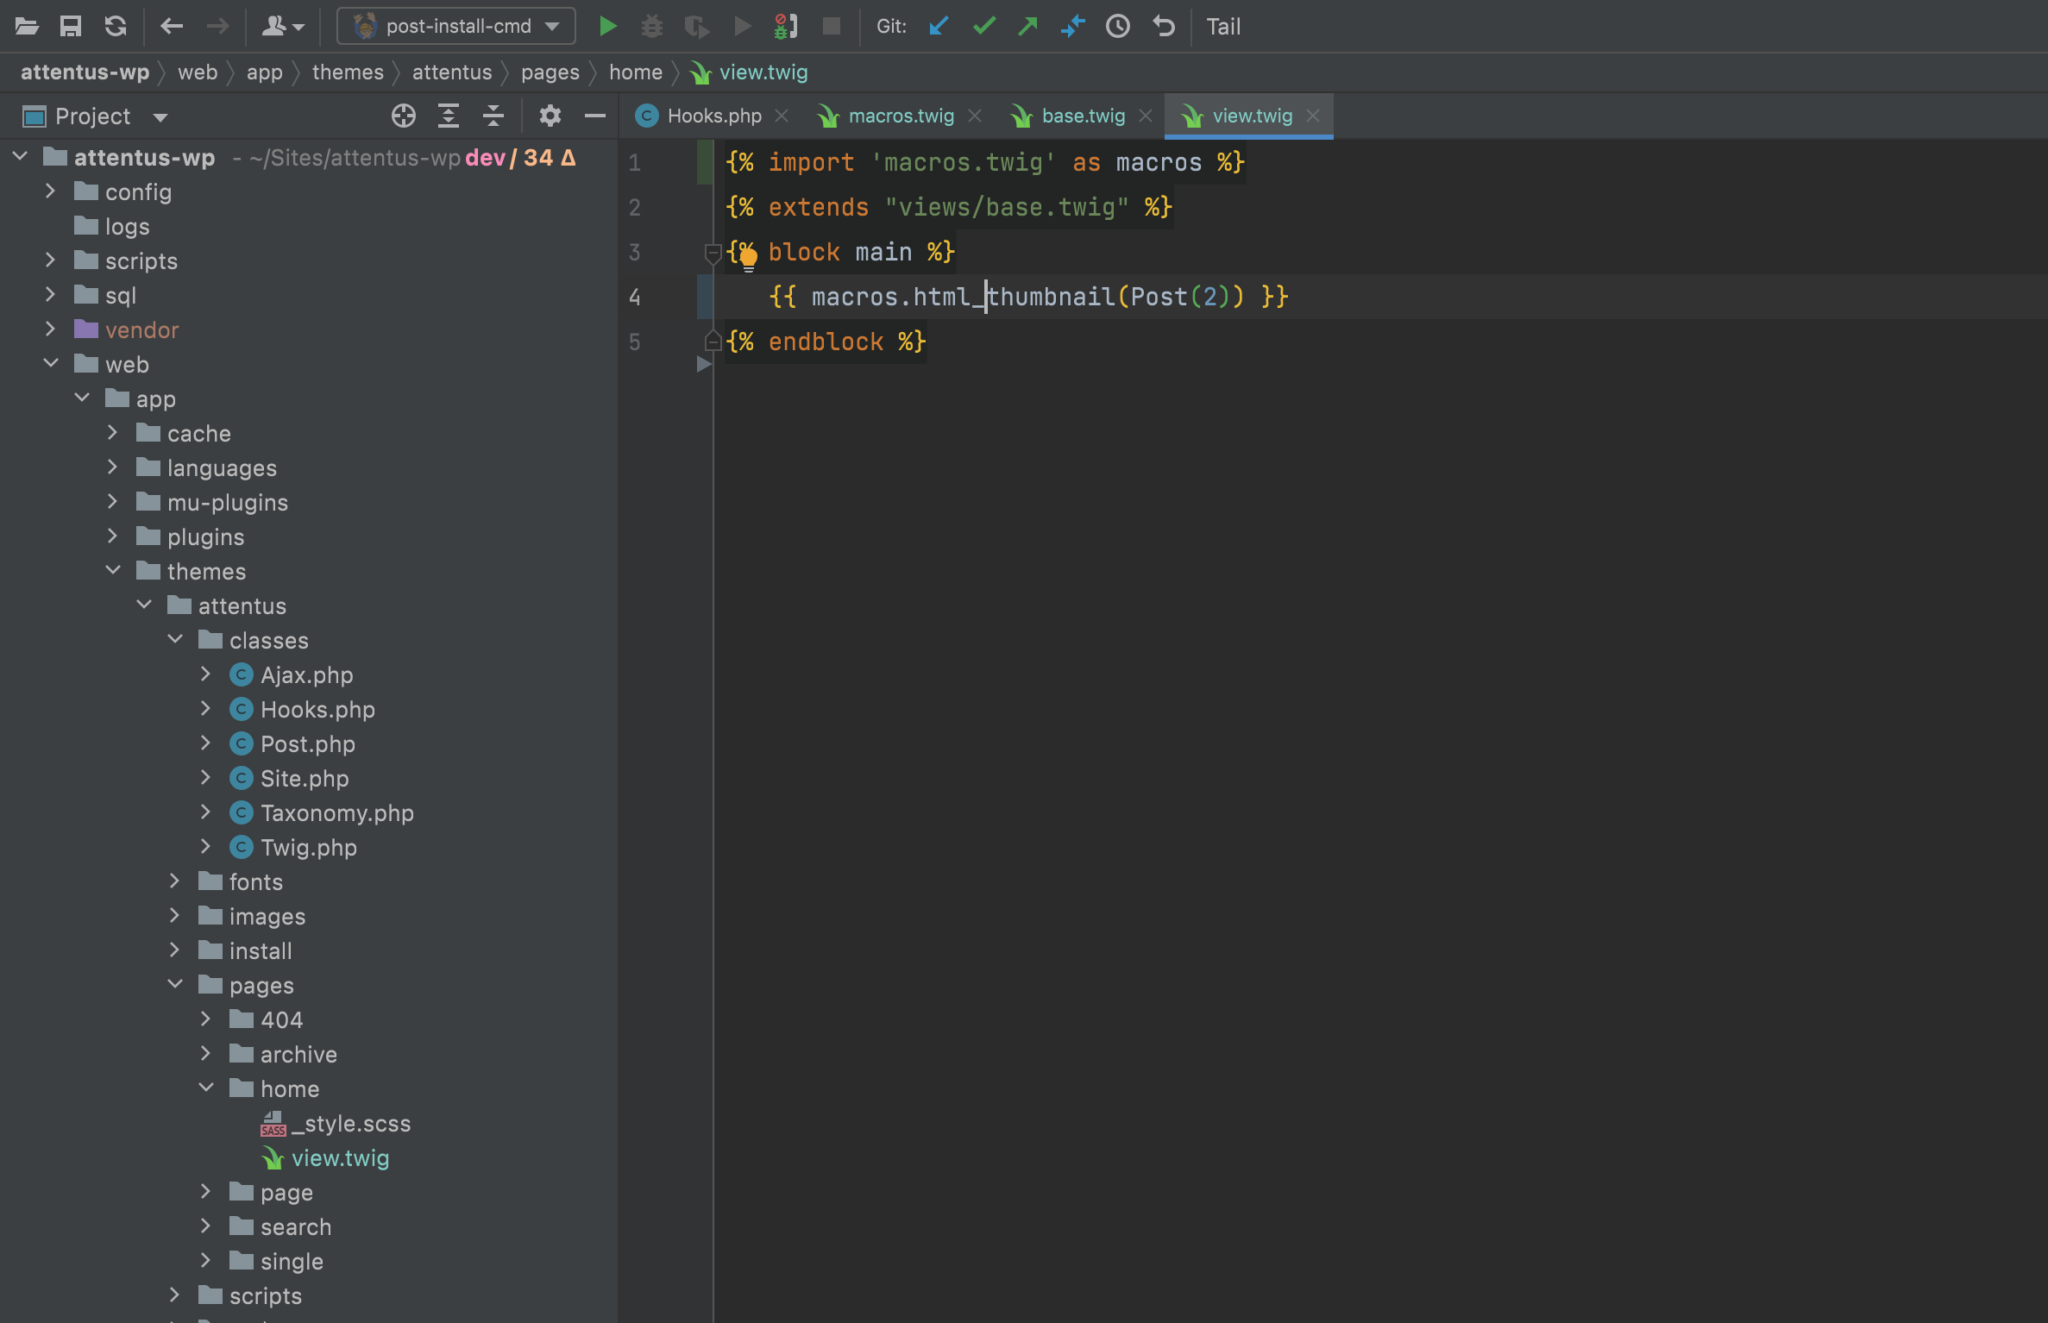 post-install-cmd Git: Tail
attentus-wp web app themes attentus pages home view.twig
Project
Hooks.php macros.twig base.twig view.twig
attentus-wp - ~/Sites/attentus-wp dev / 34 Δ
config
logs
scripts
sql
vendor
web
app
cache
languages
mu-plugins
plugins
themes
attentus
classes
C Ajax.php
C Hooks.php
C Post.php
C Site.php
C Taxonomy.php
C Twig.php
fonts
images
install
pages
404
archive
home
SASS _style.scss
view.twig
page
search
single
scripts
1 {% import 'macros.twig' as macros %}
2 {% extends "views/base.twig" %}
3 {% block main %}
4 {{ macros.html_thumbnail(Post(2)) }}
5 {% endblock %}